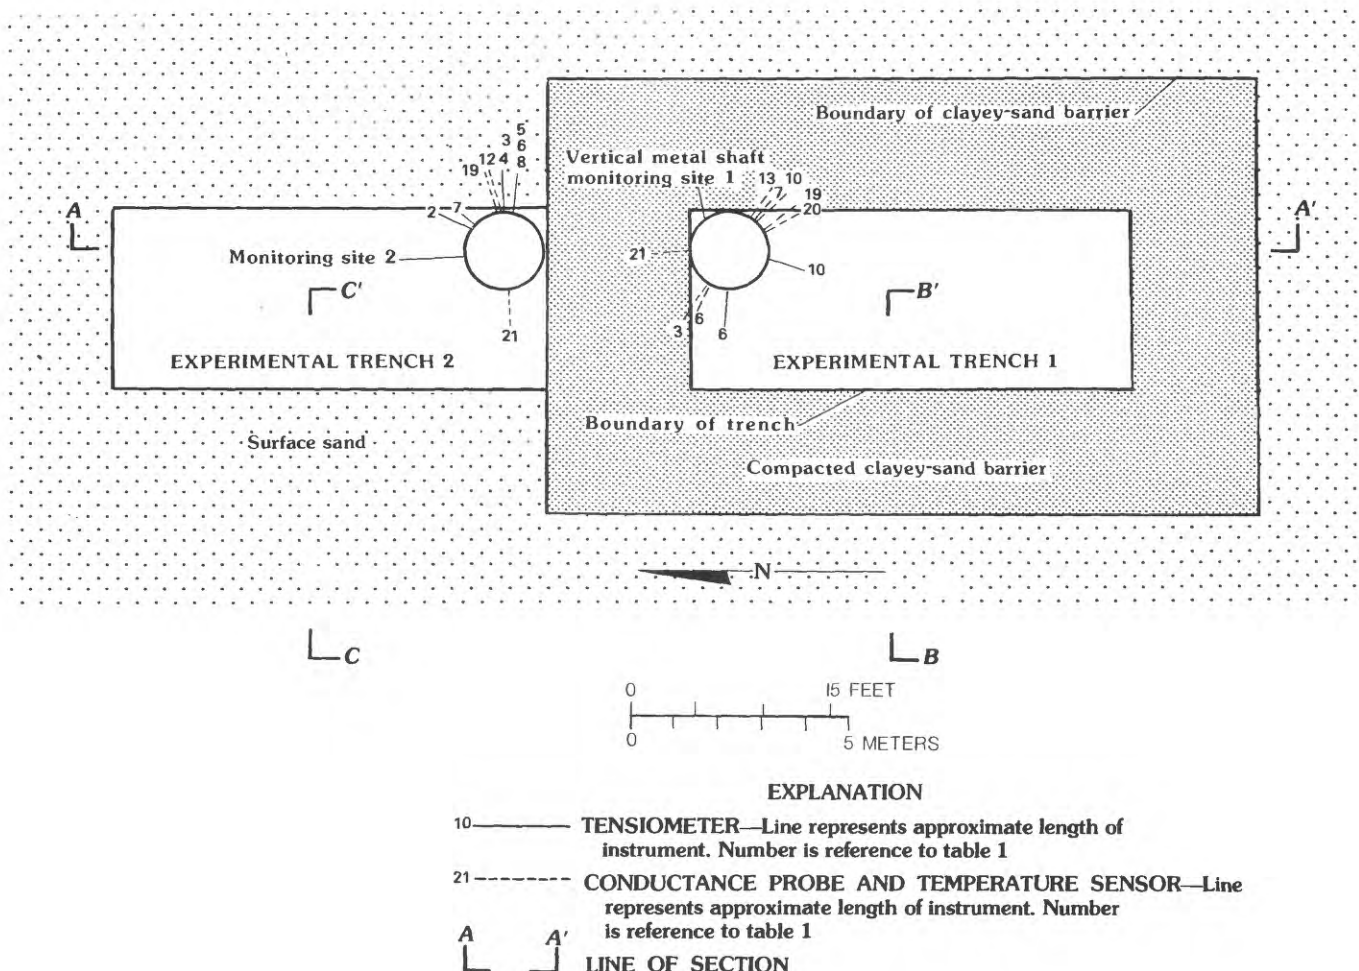 Boundary of clayey-sand barrier
5
3 6
12 4 8
19
Vertical metal shaft
monitoring site 1
13 7 10
19
20
A
2 7
A'
Monitoring site 2
21
10
C'
B'
21
3 6 6
EXPERIMENTAL TRENCH 2
EXPERIMENTAL TRENCH 1
Surface sand
Boundary of trench
Compacted clayey-sand barrier
N
C
B
0 15 FEET
0 5 METERS
EXPLANATION
10 TENSIOMETER—Line represents approximate length of
instrument. Number is reference to table 1
21 CONDUCTANCE PROBE AND TEMPERATURE SENSOR—Line
represents approximate length of instrument. Number
is reference to table 1
A A'
LINE OF SECTION